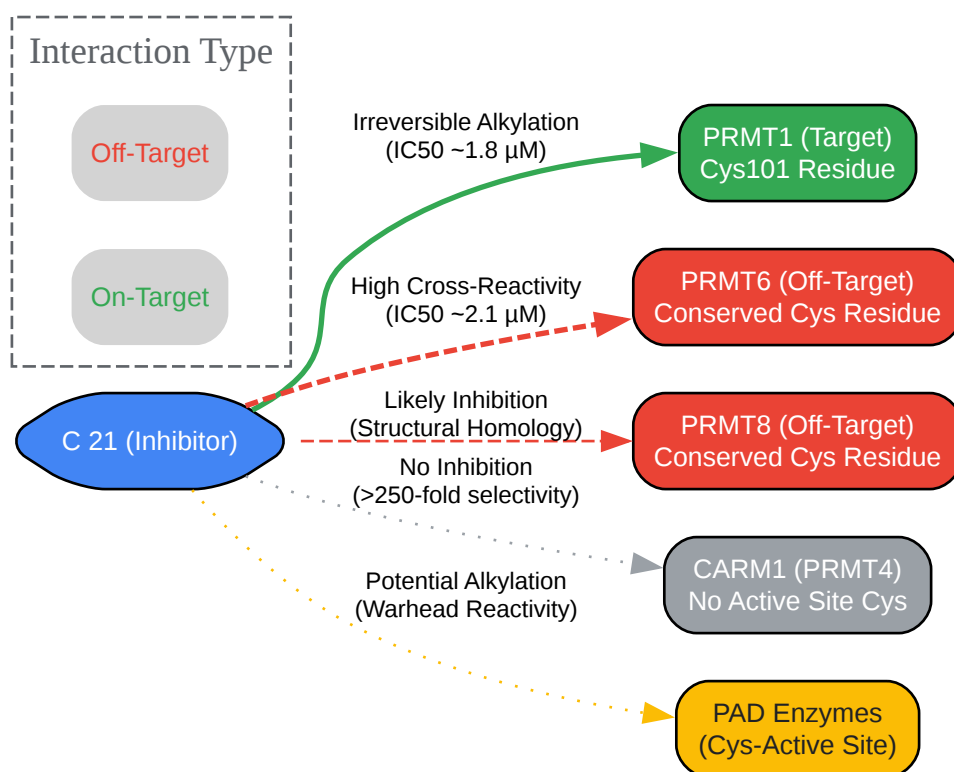 Interaction Type
Off-Target
On-Target
C 21 (Inhibitor)
Irreversible Alkylation
(IC50 ~1.8 µM)
High Cross-Reactivity
(IC50 ~2.1 µM)
Likely Inhibition
(Structural Homology)
No Inhibition
(>250-fold selectivity)
Potential Alkylation
(Warhead Reactivity)
PRMT1 (Target)
Cys101 Residue
PRMT6 (Off-Target)
Conserved Cys Residue
PRMT8 (Off-Target)
Conserved Cys Residue
CARM1 (PRMT4)
No Active Site Cys
PAD Enzymes
(Cys-Active Site)